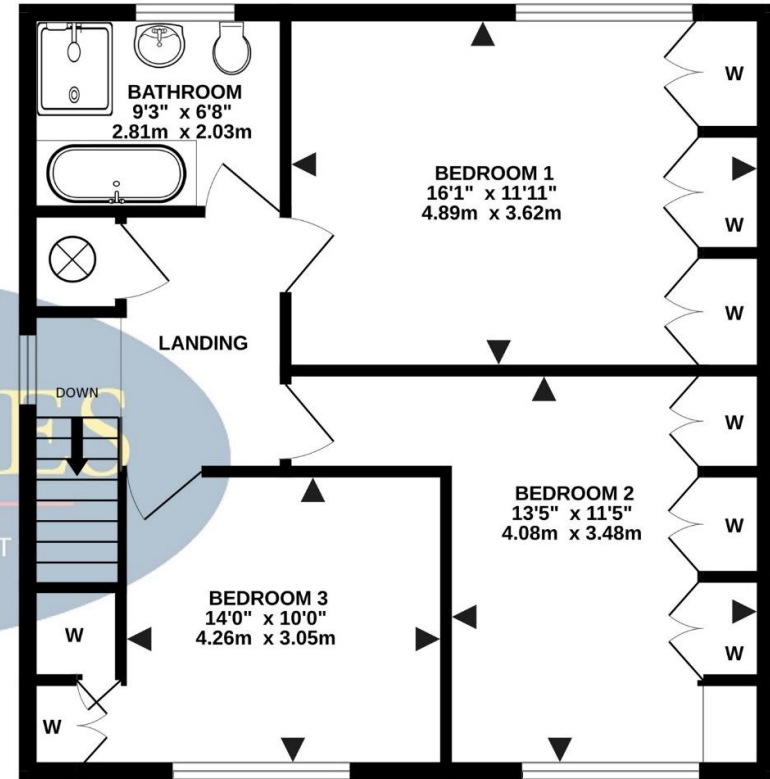 BATHROOM
9'3" x 6'8"
2.81m x 2.03m
BEDROOM 1
16'1" x 11'11"
4.89m x 3.62m
W
W
W
LANDING
DOWN
ES
T
W
W
W
BEDROOM 2
13'5" x 11'5"
4.08m x 3.48m
BEDROOM 3
14'0" x 10'0"
4.26m x 3.05m
W
W